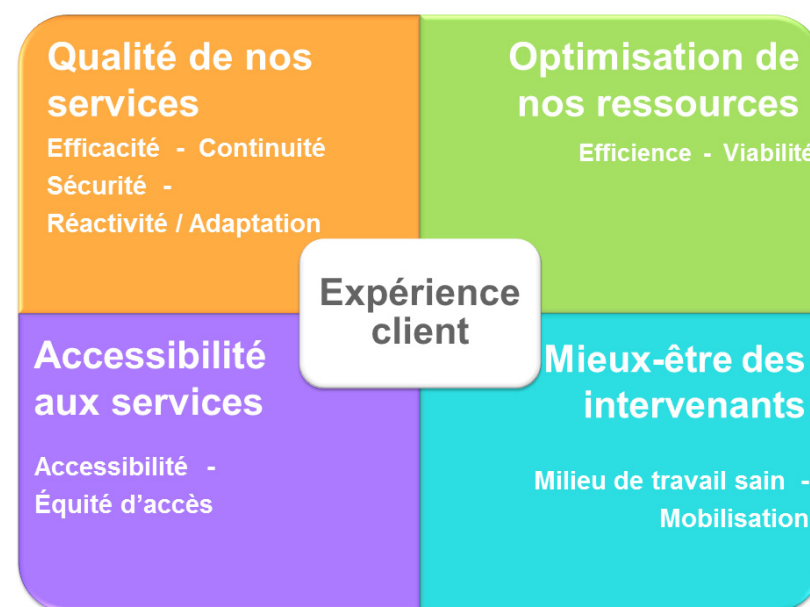 Qualité de nos
services
Efficacité - Continuité
Sécurité -
Réactivité / Adaptation
Optimisation de
nos ressources
Efficience - Viabilité
Expérience
client
Accessibilité
aux services
Accessibilité -
Équité d’accès
Mieux-être des
intervenants
Milieu de travail sain -
Mobilisation